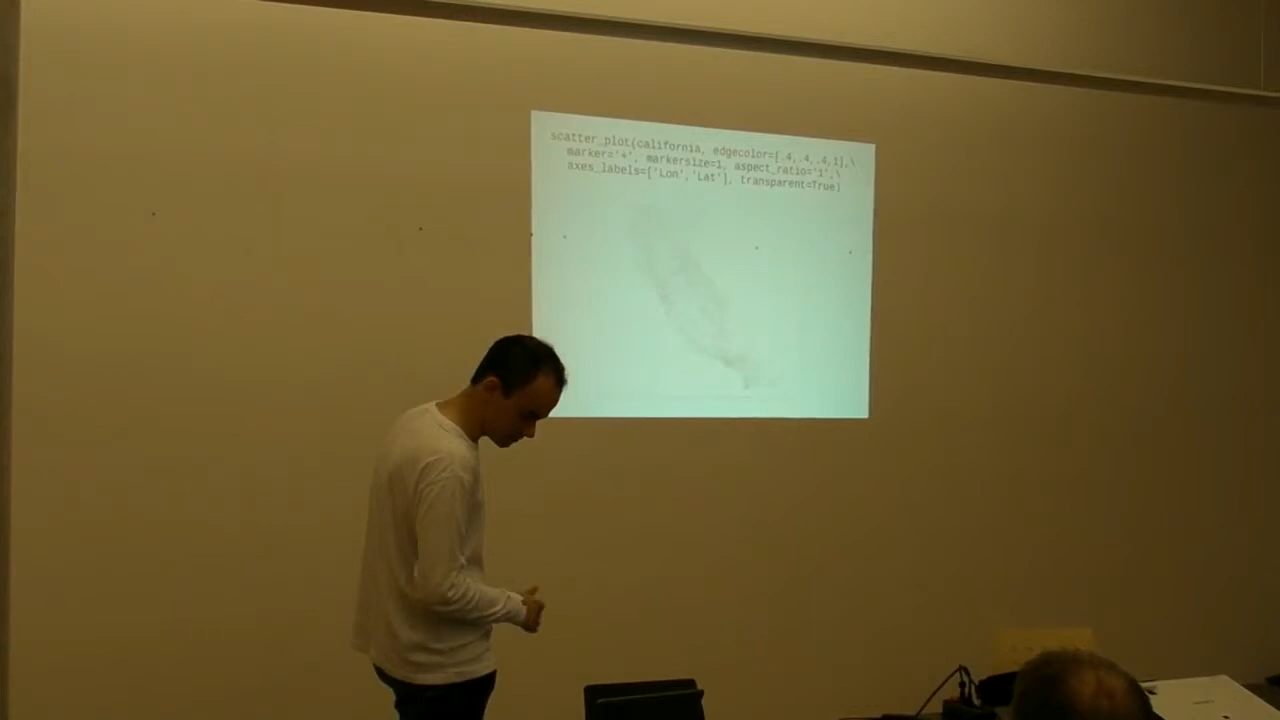 scatter_plot(california, edgecolor=[.4,.4,.4,1],\
marker='+', markersize=1, aspect_ratio='1',\
axes_labels=['Lon','Lat'], transparent=True)